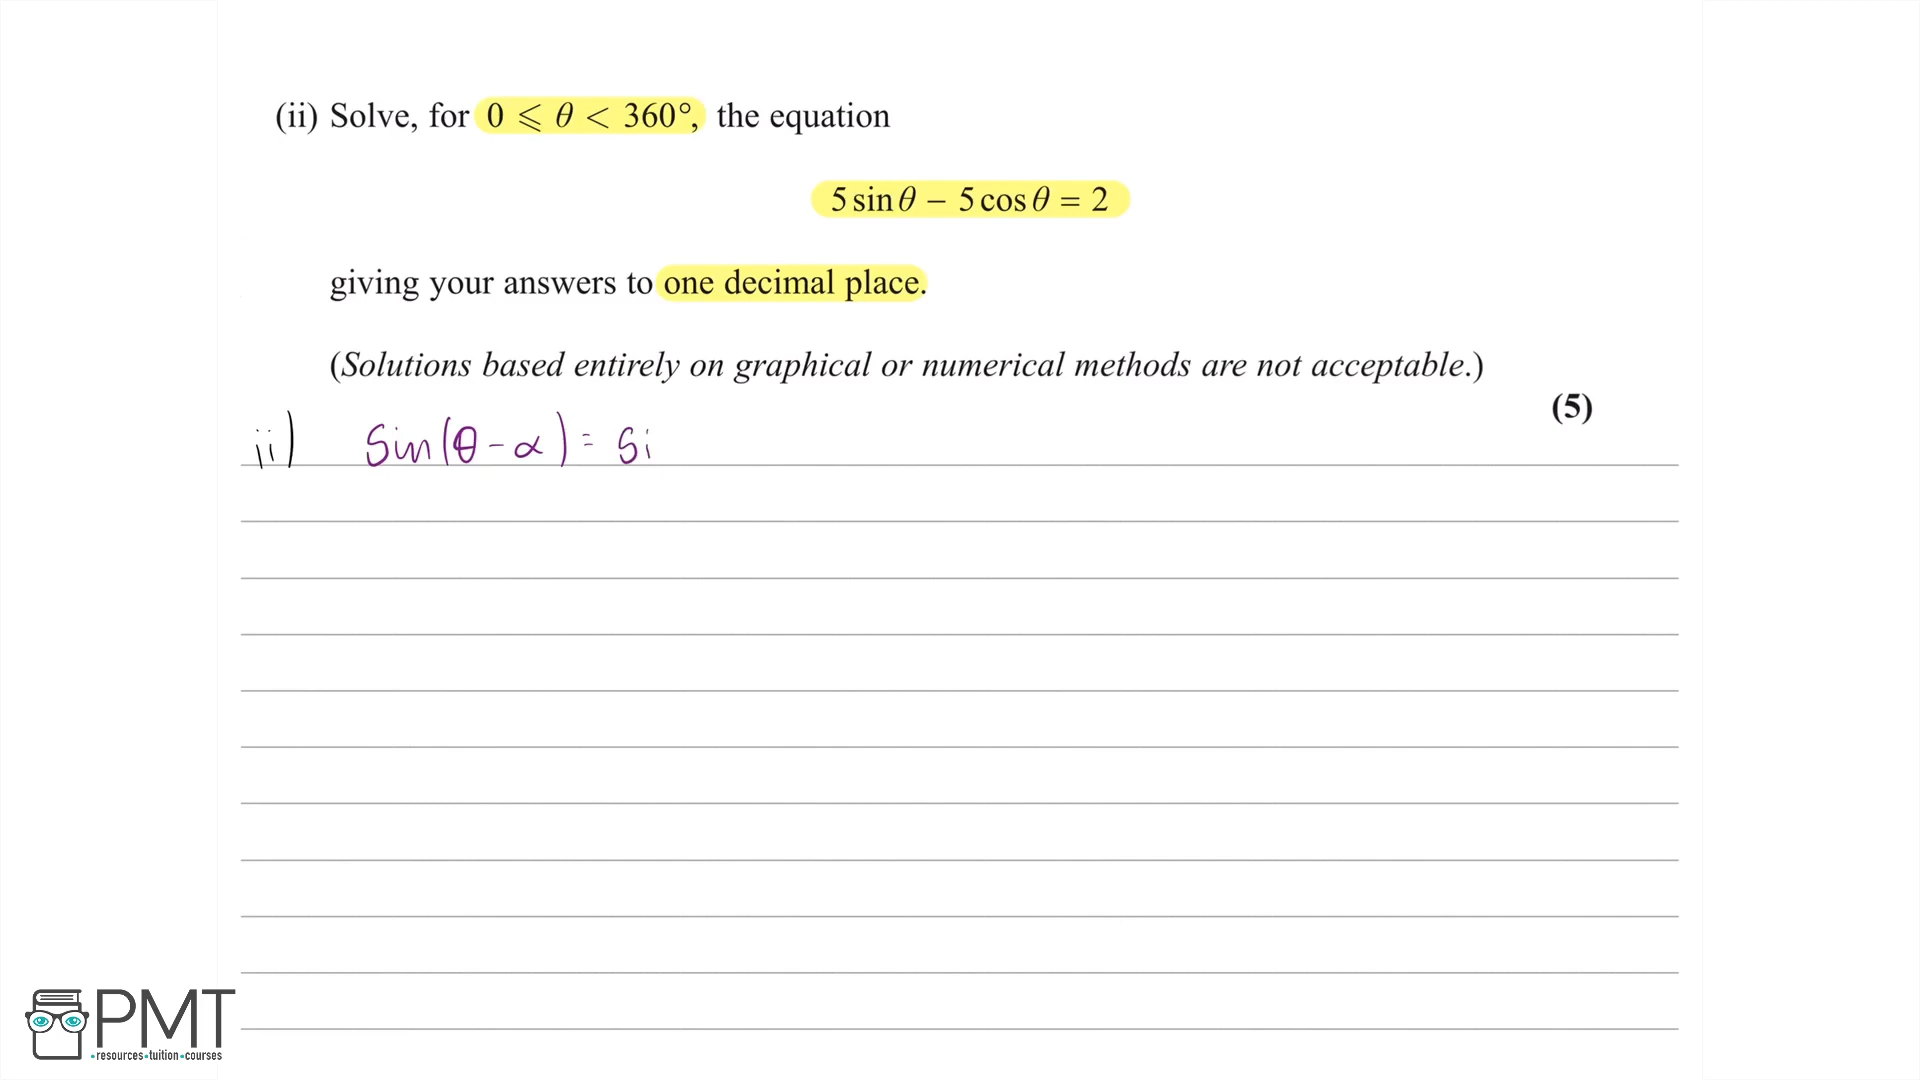 (ii) Solve, for 0 ⩽ θ < 360°, the equation
5 sin θ − 5 cos θ = 2
giving your answers to one decimal place.
(Solutions based entirely on graphical or numerical methods are not acceptable.)
(5)
ii) Sin(θ-α) = Si
PMT
•resources•tuition•courses